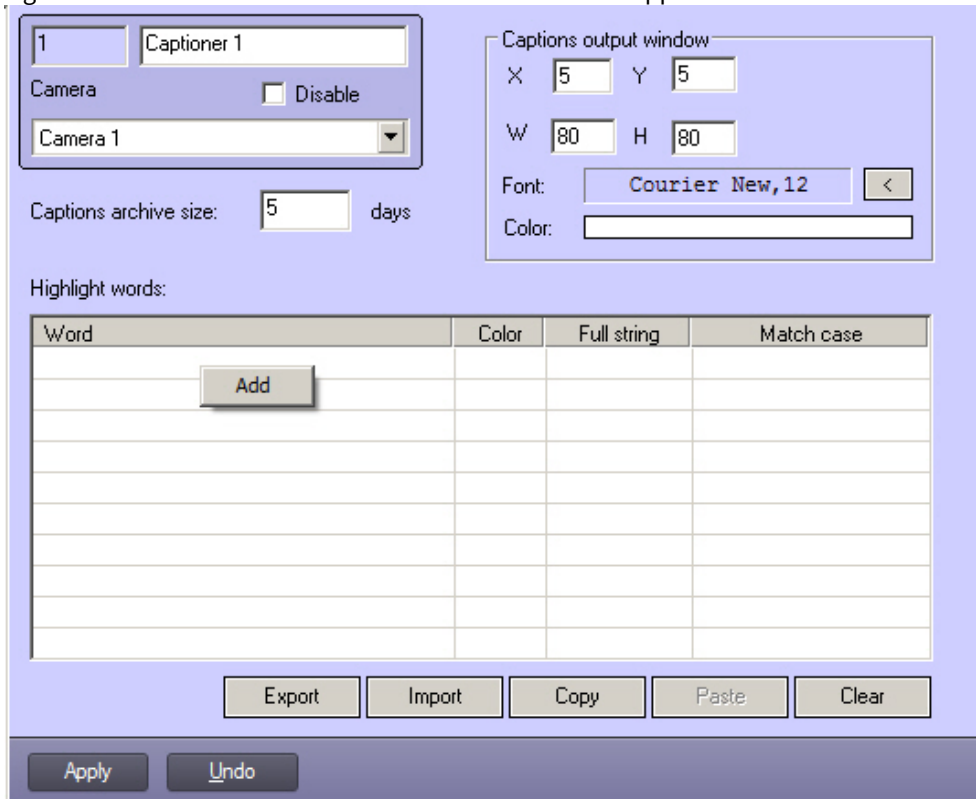 1 Captioner 1
Camera Disable
Camera 1
Captions archive size: 5 days
Captions output window
X 5 Y 5
W 80 H 80
Font: Courier New,12 <
Color:
Highlight words:
Word Color Full string Match case
Add
Export Import Copy Paste Clear
Apply Undo